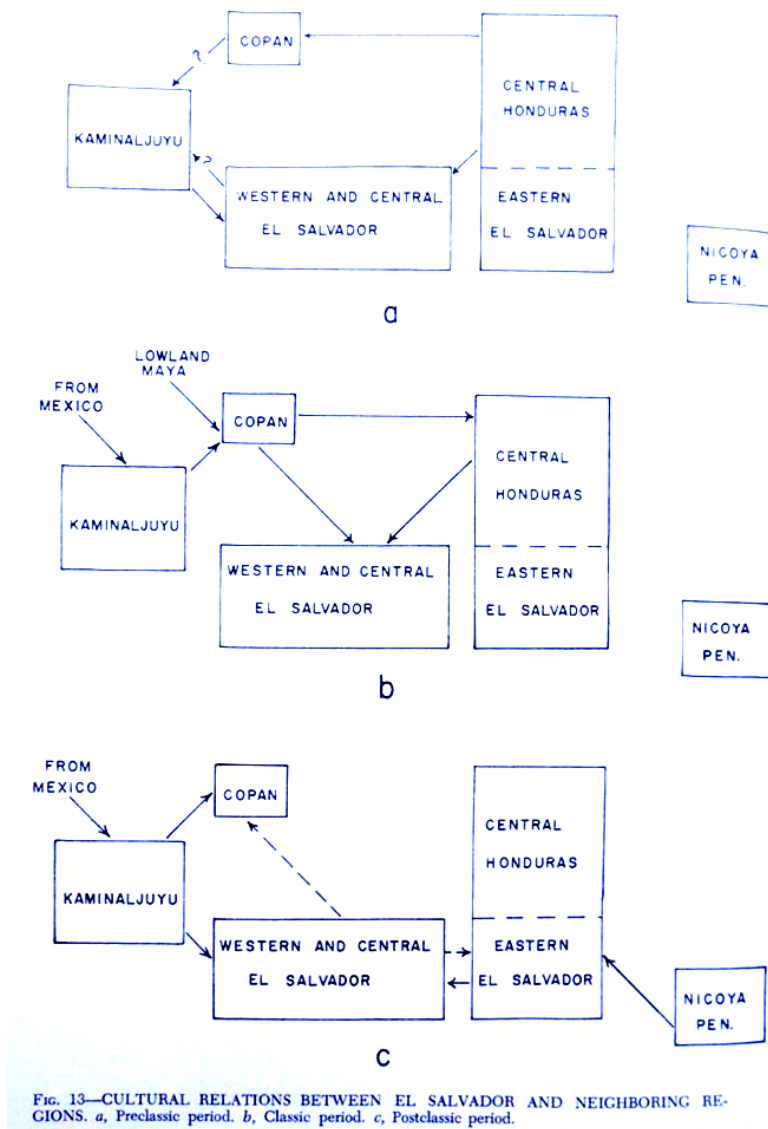 COPAN
?
KAMINALJUYU
?
CENTRAL
HONDURAS
WESTERN AND CENTRAL
EL SALVADOR
EASTERN
EL SALVADOR
NICOYA
PEN.
a
LOWLAND
MAYA
FROM
MEXICO
COPAN
KAMINALJUYU
CENTRAL
HONDURAS
WESTERN AND CENTRAL
EL SALVADOR
EASTERN
EL SALVADOR
NICOYA
PEN.
b
FROM
MEXICO
COPAN
KAMINALJUYU
CENTRAL
HONDURAS
WESTERN AND CENTRAL
EL SALVADOR
EASTERN
EL SALVADOR
NICOYA
PEN.
c
FIG. 13—CULTURAL RELATIONS BETWEEN EL SALVADOR AND NEIGHBORING RE-
GIONS. a, Preclassic period. b, Classic period. c, Postclassic period.